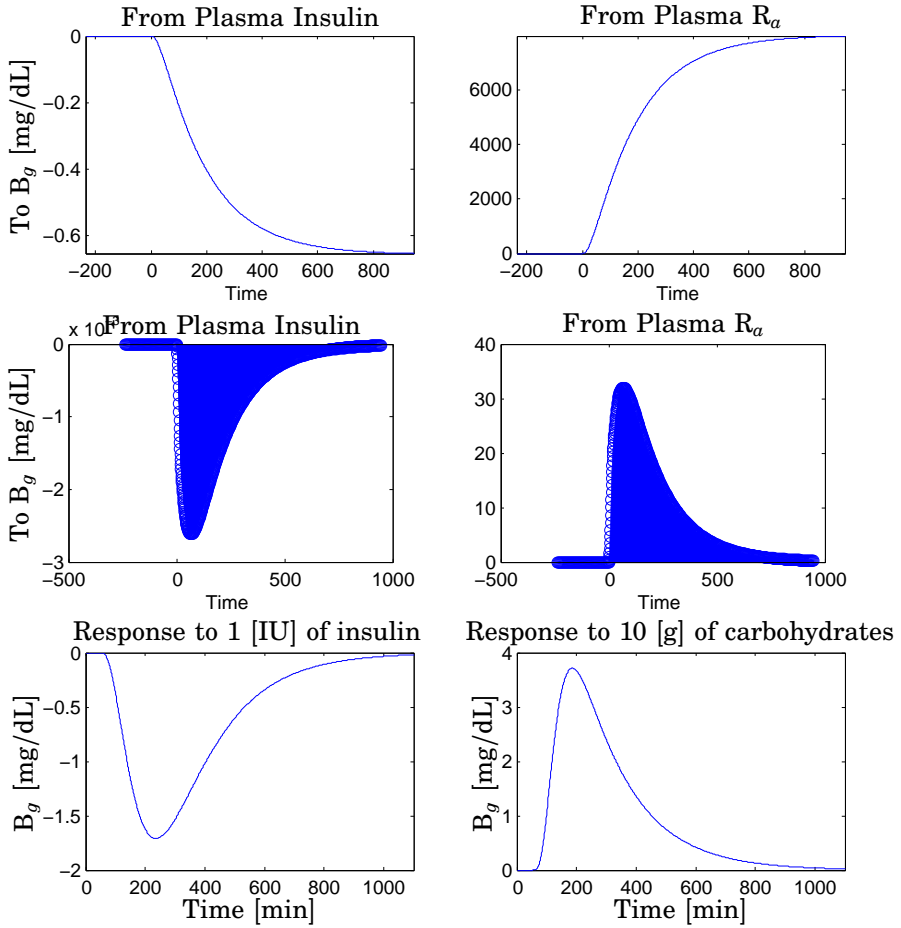 From Plasma Insulin
From Plasma Rₐ
To B_g [mg/dL]
0
−0.2
−0.4
−0.6
−200 0 200 400 600 800
Time
6000
4000
2000
0
−200 0 200 400 600 800
Time
From Plasma Insulin
From Plasma Rₐ
x 10
To B_g [mg/dL]
0
−1
−2
−3
−500 0 500 1000
Time
40
30
20
10
0
−500 0 500 1000
Time
Response to 1 [IU] of insulin
Response to 10 [g] of carbohydrates
B_g [mg/dL]
0
−0.5
−1
−1.5
−2
0 200 400 600 800 1000
Time [min]
B_g [mg/dL]
4
3
2
1
0
0 200 400 600 800 1000
Time [min]